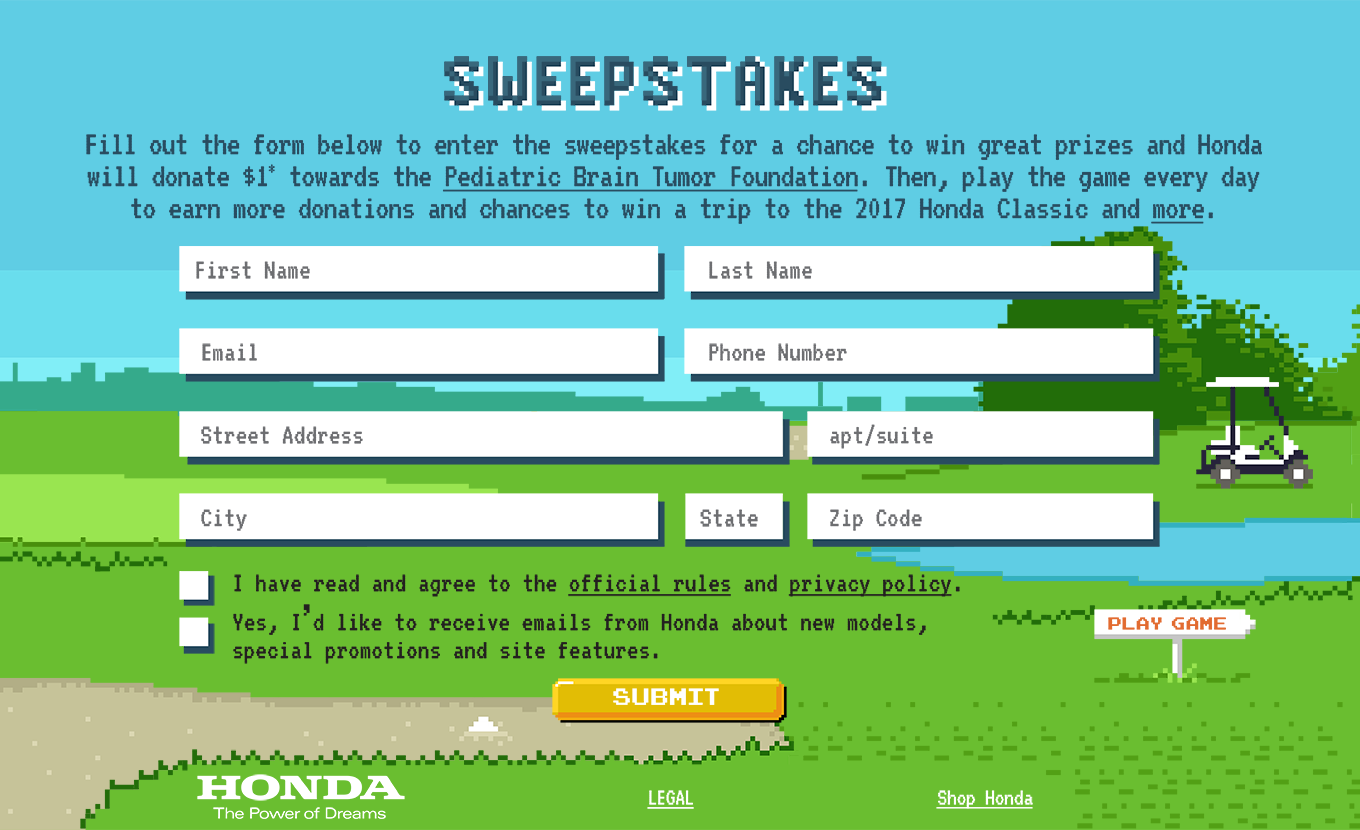 SWEEPSTAKES
Fill out the form below to enter the sweepstakes for a chance to win great prizes and Honda
will donate $1* towards the Pediatric Brain Tumor Foundation. Then, play the game every day
to earn more donations and chances to win a trip to the 2017 Honda Classic and more.
First Name
Last Name
Email
Phone Number
Street Address
apt/suite
City
State
Zip Code
I have read and agree to the official rules and privacy policy.
Yes, I'd like to receive emails from Honda about new models,
special promotions and site features.
PLAY GAME
SUBMIT
HONDA
The Power of Dreams
LEGAL
Shop Honda